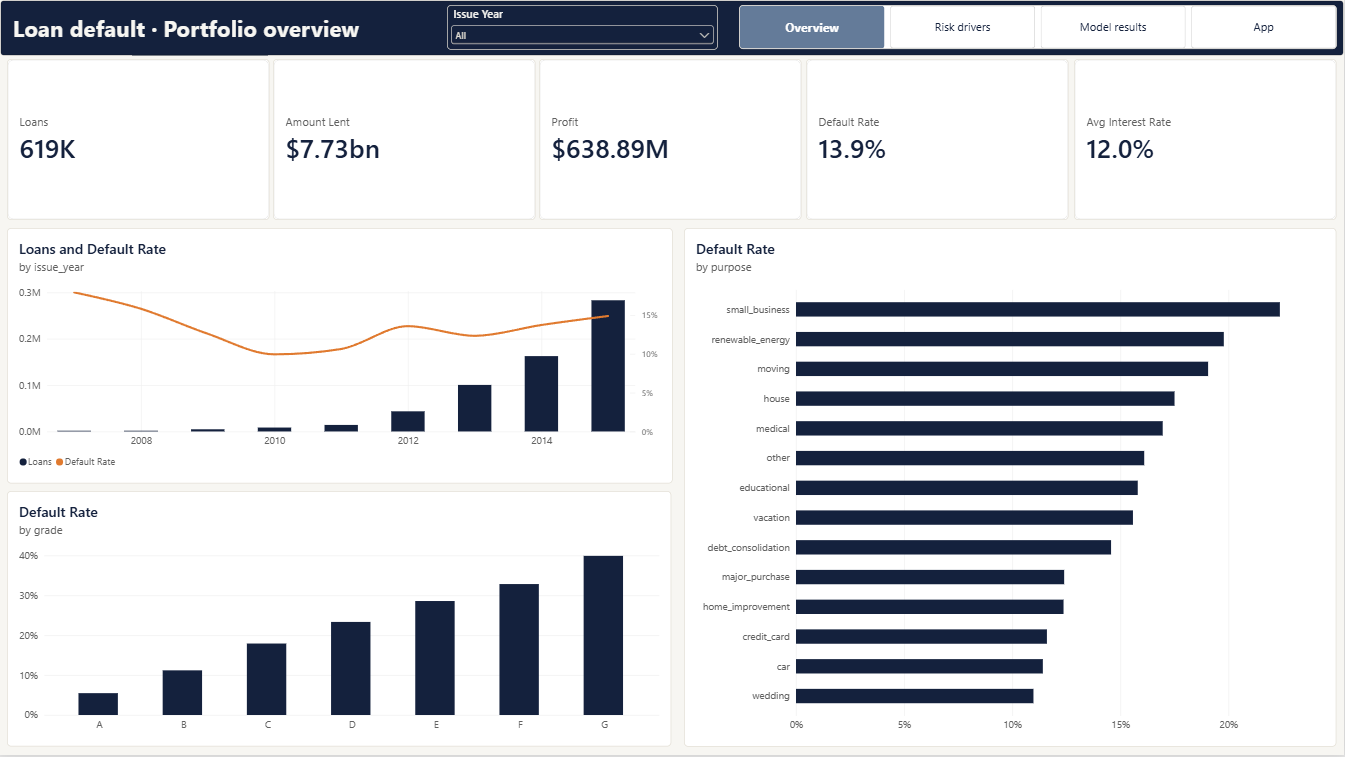 Loan default · Portfolio overview
Issue Year
All
Overview
Risk drivers
Model results
App
Loans
619K
Amount Lent
$7.73bn
Profit
$638.89M
Default Rate
13.9%
Avg Interest Rate
12.0%
Loans and Default Rate
by issue_year
0.3M
0.2M
0.1M
0.0M
15%
10%
5%
0%
2008
2010
2012
2014
Loans
Default Rate
Default Rate
by grade
40%
30%
20%
10%
0%
A
B
C
D
E
F
G
Default Rate
by purpose
small_business
renewable_energy
moving
house
medical
other
educational
vacation
debt_consolidation
major_purchase
home_improvement
credit_card
car
wedding
0%
5%
10%
15%
20%